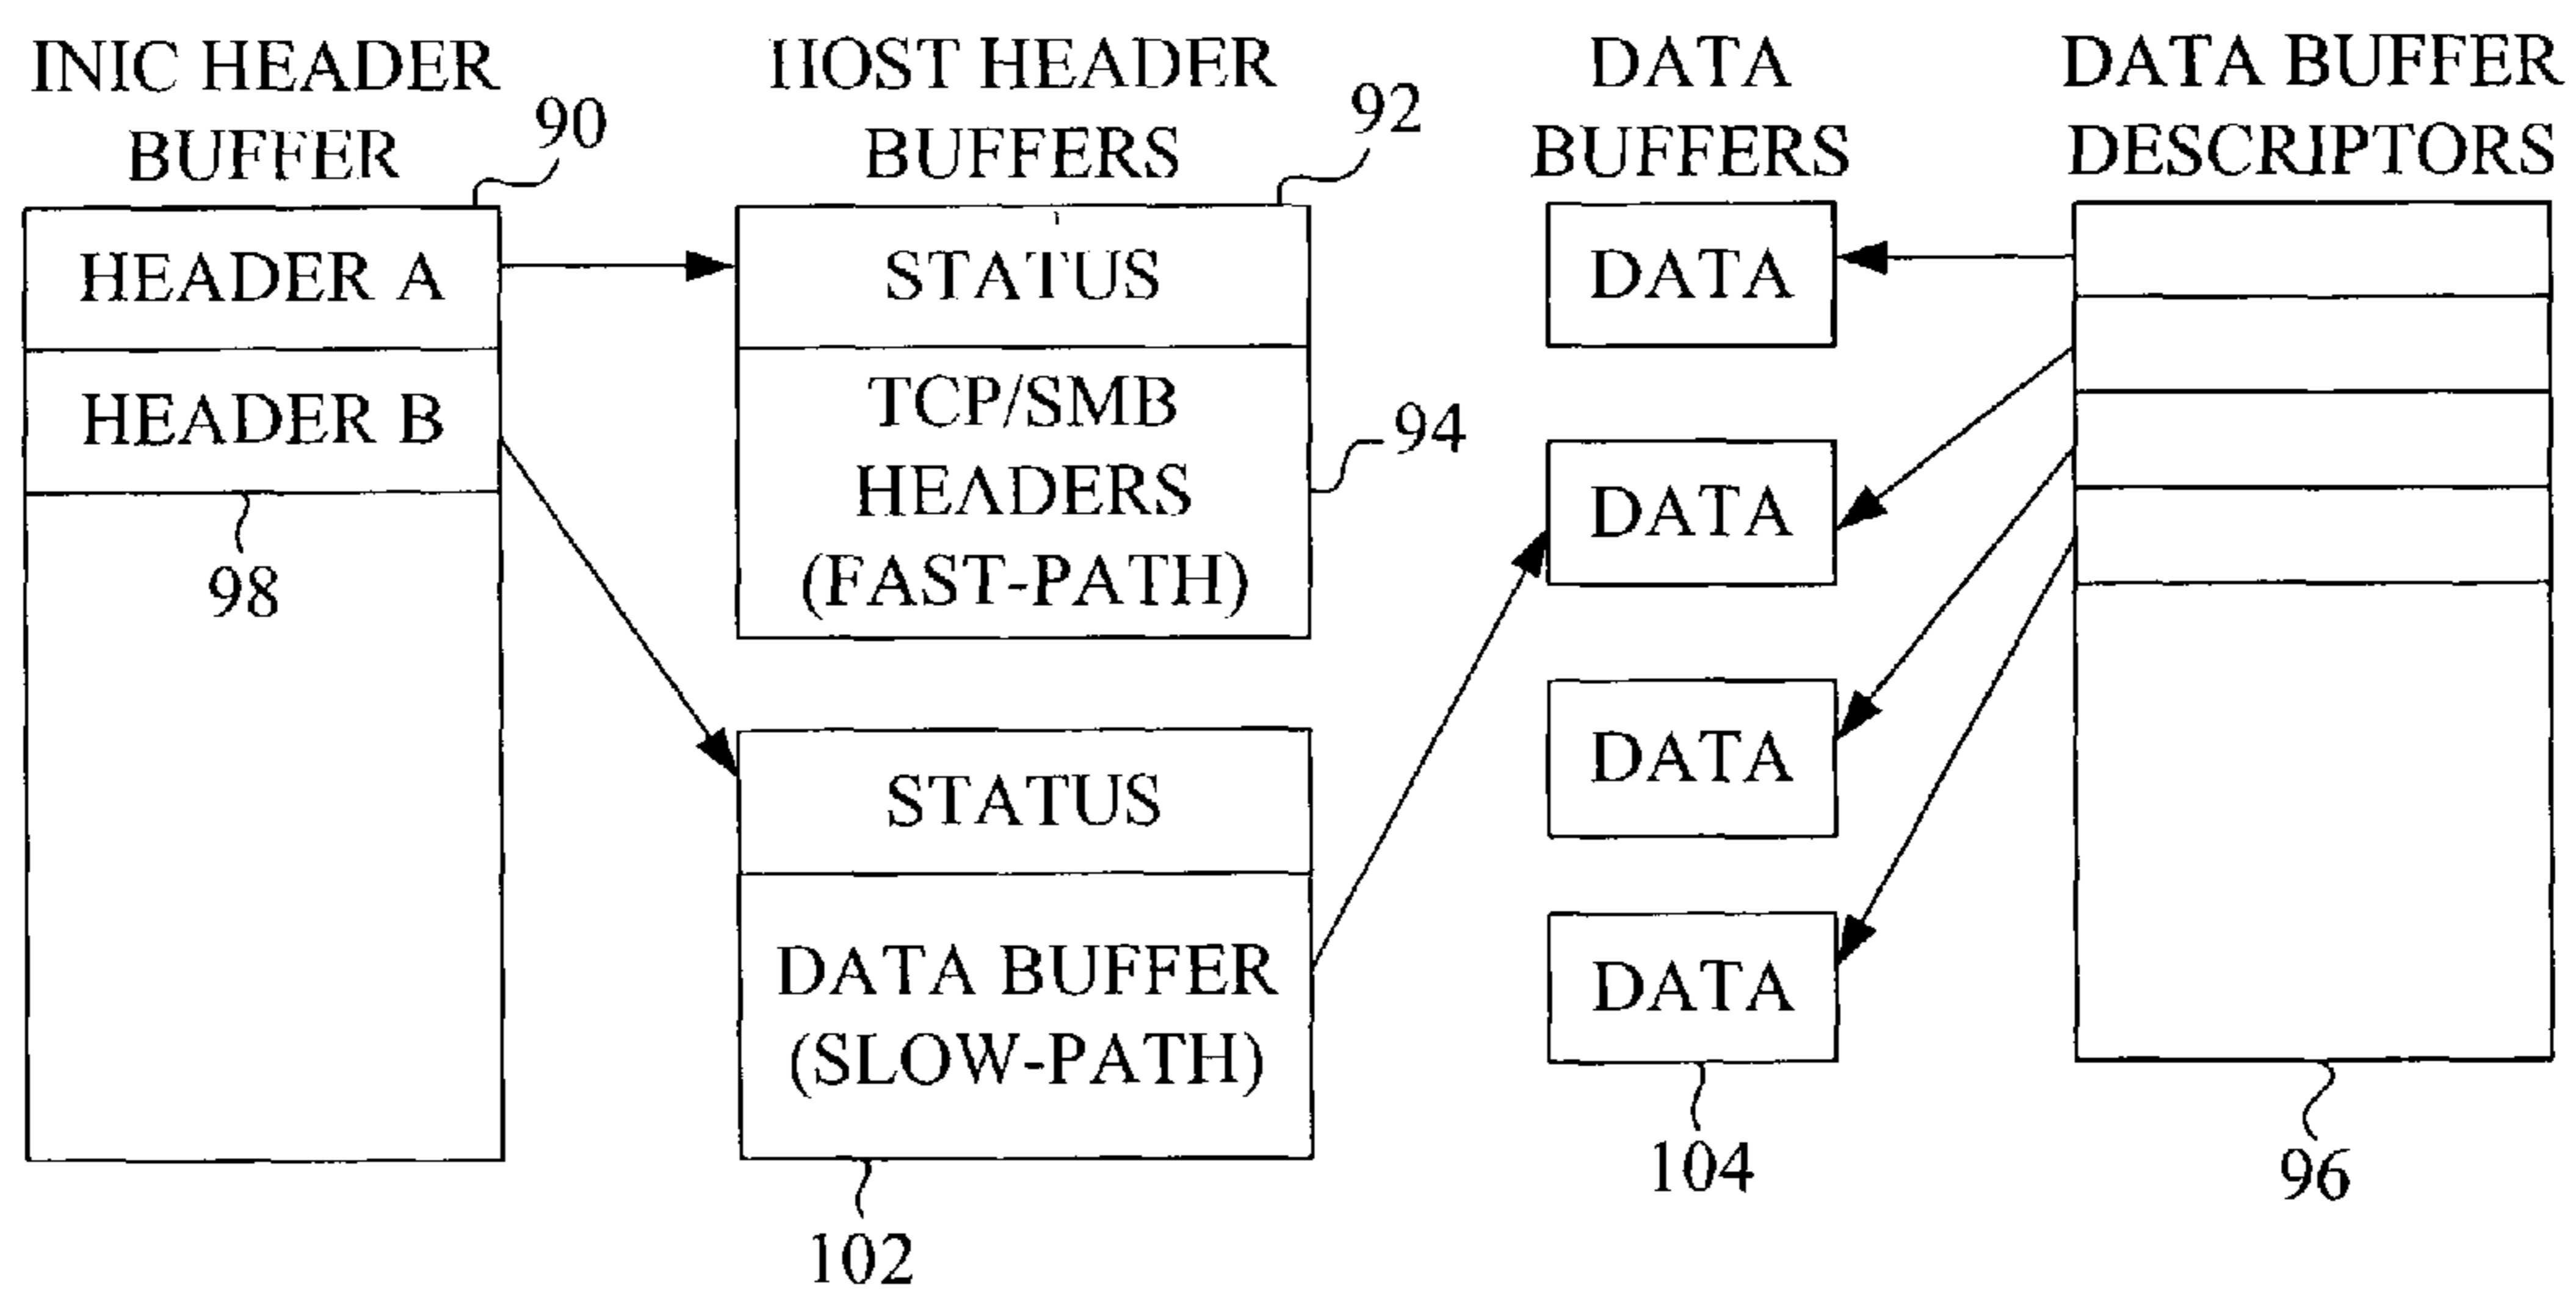 INIC HEADER
BUFFER
90
HOST HEADER
BUFFERS
92
DATA
BUFFERS
DATA BUFFER
DESCRIPTORS
HEADER A
HEADER B
98
STATUS
TCP/SMB
HEADERS
(FAST-PATH)
94
STATUS
DATA BUFFER
(SLOW-PATH)
102
DATA
DATA
DATA
DATA
104
96